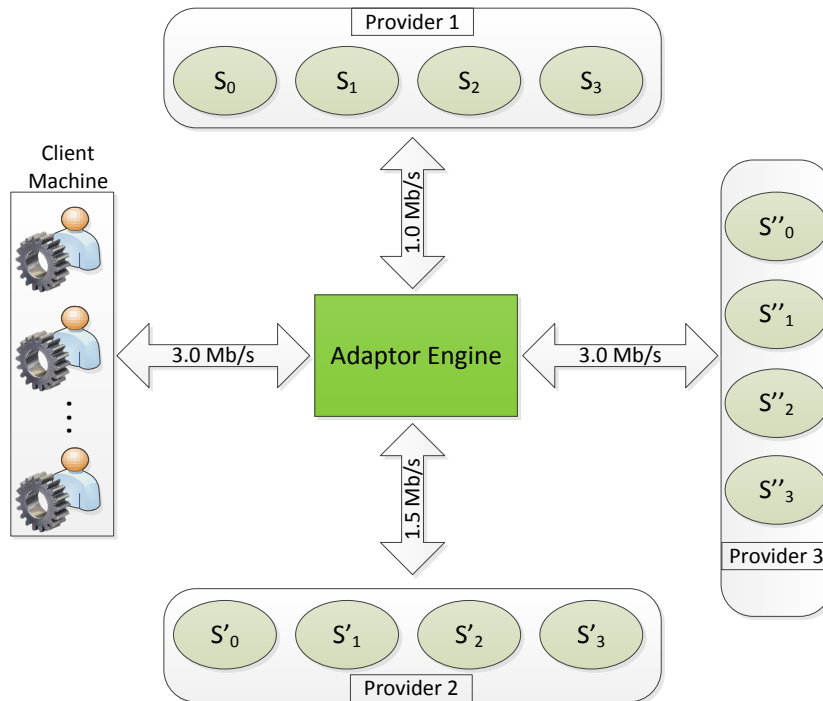 Provider 1
S0 S1 S2 S3
1.0 Mb/s
Client
Machine
3.0 Mb/s
Adaptor Engine
3.0 Mb/s
S''0
S''1
S''2
S''3
Provider 3
1.5 Mb/s
S'0 S'1 S'2 S'3
Provider 2